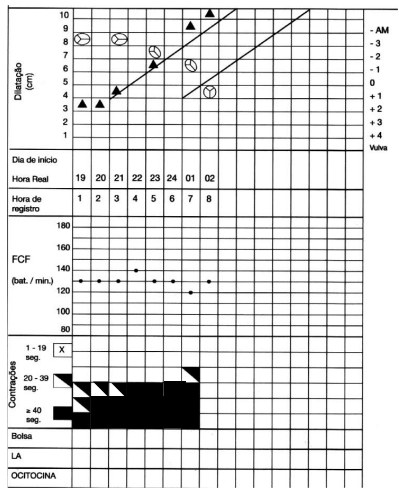 Dilatação
(cm)
10
9
8
7
6
5
4
3
2
1
- AM
- 3
- 2
- 1
0
+ 1
+ 2
+ 3
+ 4
Vulva
Dia de início
Hora Real 19 20 21 22 23 24 01 02
Hora de
registro
1 2 3 4 5 6 7 8
FCF
(bat. / min.)
180
160
140
120
100
80
Contrações
1 - 19
seg.
X
20 - 39
seg.
≥ 40
seg.
Bolsa
LA
OCITOCINA